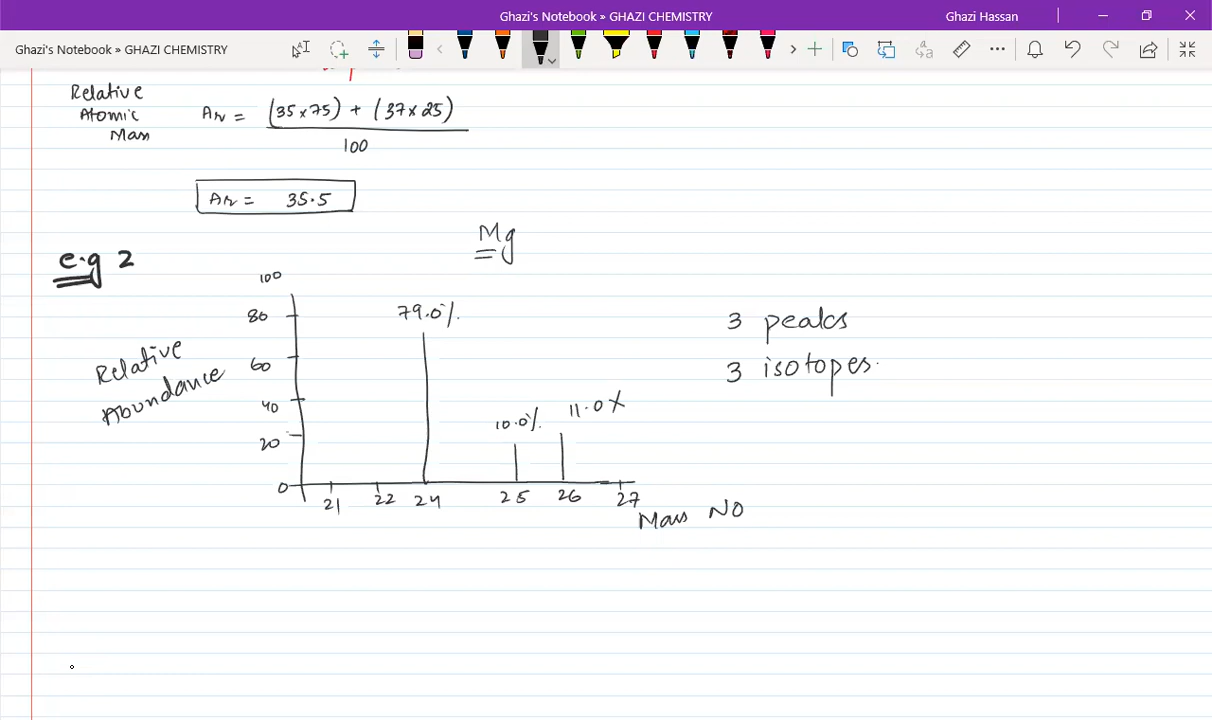 Ghazi's Notebook » GHAZI CHEMISTRY
Ghazi Hassan
Ghazi's Notebook » GHAZI CHEMISTRY
Relative
Atomic
Mass
Ar = (35×75) + (37×25)
100
Ar = 35.5
Mg
e.g 2
100
80
60
40
20
0
Relative
Abundance
79.0%
10.0%
11.0%
21 22 24 25 26 27
Mass NO
3 peaks
3 isotopes.